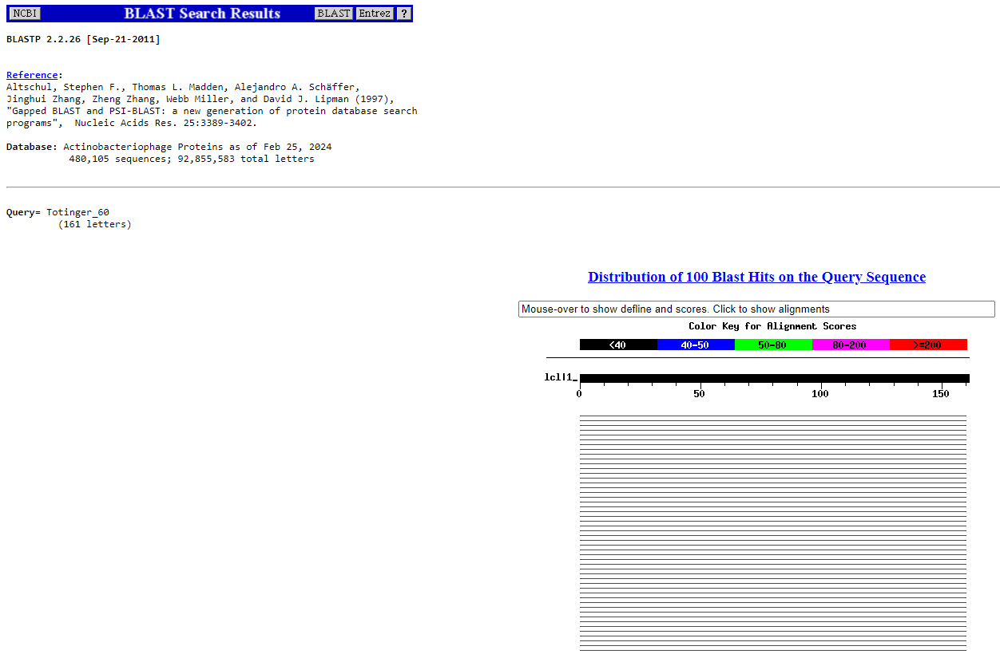 NCBI BLAST Search Results BLAST Entrez ?
BLASTP 2.2.26 [Sep-21-2011]
Reference:
Altschul, Stephen F., Thomas L. Madden, Alejandro A. Schäffer,
Jinghui Zhang, Zheng Zhang, Webb Miller, and David J. Lipman (1997),
"Gapped BLAST and PSI-BLAST: a new generation of protein database search
programs",  Nucleic Acids Res. 25:3389-3402.
Database: Actinobacteriophage Proteins as of Feb 25, 2024
480,105 sequences; 92,855,583 total letters
Query= Totinger_60
(161 letters)
Distribution of 100 Blast Hits on the Query Sequence
Mouse-over to show defline and scores. Click to show alignments
Color Key for Alignment Scores
<40 40-50 50-80 80-200 >=200
lcl|1_
0 50 100 150